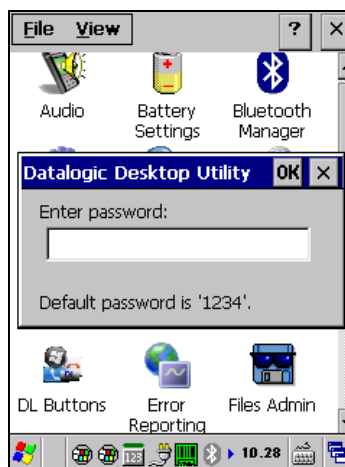 File View ? ×
Audio Battery Settings Bluetooth Manager
Datalogic Desktop Utility OK ×
Enter password:
Default password is '1234'.
DL Buttons Error Reporting Files Admin
123 10.28